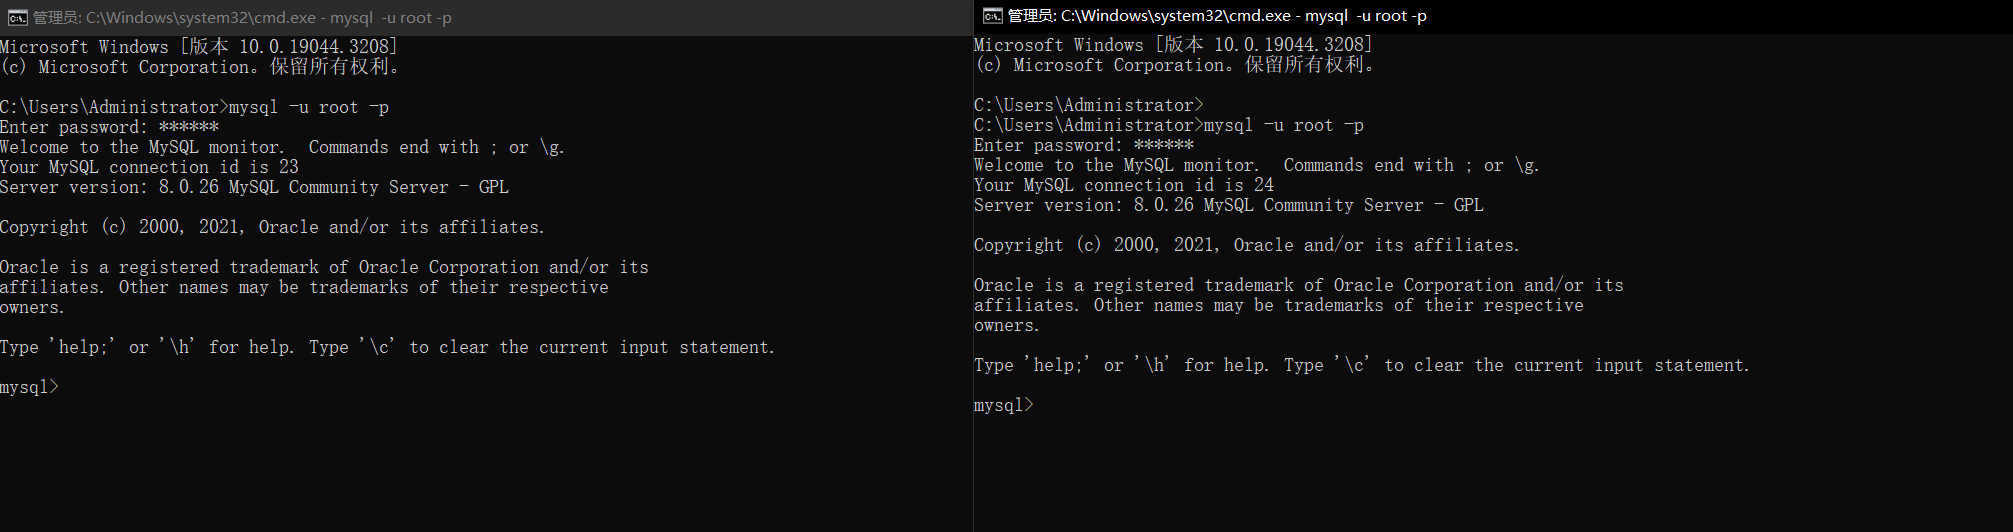 管理员: C:\Windows\system32\cmd.exe - mysql  -u root -p
Microsoft Windows [版本 10.0.19044.3208]
(c) Microsoft Corporation。保留所有权利。
C:\Users\Administrator>mysql -u root -p
Enter password: ******
Welcome to the MySQL monitor.  Commands end with ; or \g.
Your MySQL connection id is 23
Server version: 8.0.26 MySQL Community Server - GPL
Copyright (c) 2000, 2021, Oracle and/or its affiliates.
Oracle is a registered trademark of Oracle Corporation and/or its
affiliates. Other names may be trademarks of their respective
owners.
Type 'help;' or '\h' for help. Type '\c' to clear the current input statement.
mysql>
管理员: C:\Windows\system32\cmd.exe - mysql  -u root -p
Microsoft Windows [版本 10.0.19044.3208]
(c) Microsoft Corporation。保留所有权利。
C:\Users\Administrator>
C:\Users\Administrator>mysql -u root -p
Enter password: ******
Welcome to the MySQL monitor.  Commands end with ; or \g.
Your MySQL connection id is 24
Server version: 8.0.26 MySQL Community Server - GPL
Copyright (c) 2000, 2021, Oracle and/or its affiliates.
Oracle is a registered trademark of Oracle Corporation and/or its
affiliates. Other names may be trademarks of their respective
owners.
Type 'help;' or '\h' for help. Type '\c' to clear the current input statement.
mysql>